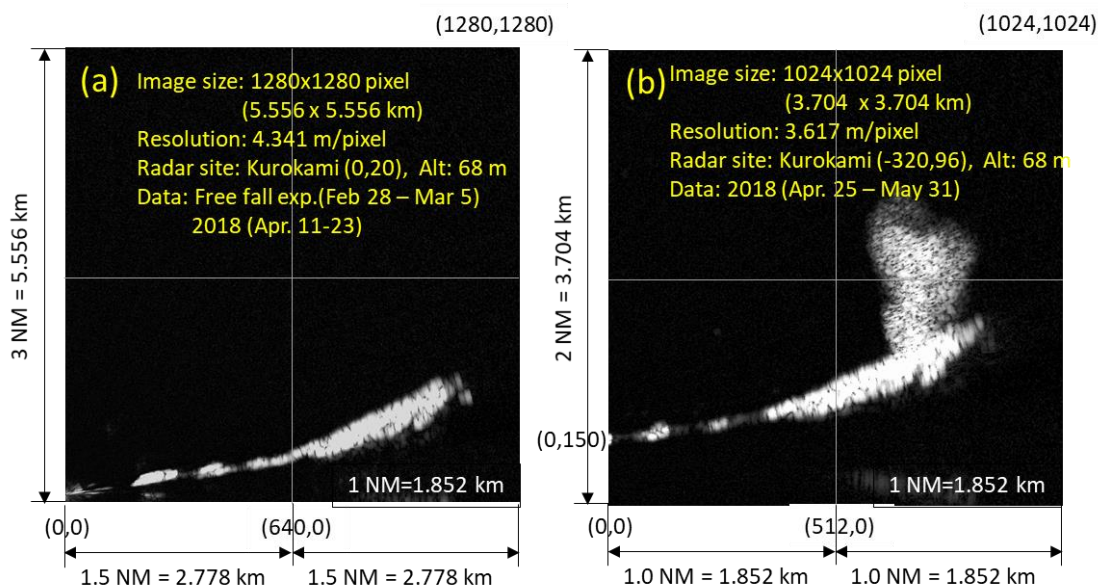 (1280,1280)
(a)
Image size: 1280x1280 pixel
(5.556 x 5.556 km)
Resolution: 4.341 m/pixel
Radar site: Kurokami (0,20), Alt: 68 m
Data: Free fall exp.(Feb 28 – Mar 5)
2018 (Apr. 11-23)
3 NM = 5.556 km
1 NM=1.852 km
(0,0)
(640,0)
1.5 NM = 2.778 km
1.5 NM = 2.778 km
(1024,1024)
(b)
Image size: 1024x1024 pixel
(3.704 x 3.704 km)
Resolution: 3.617 m/pixel
Radar site: Kurokami (-320,96), Alt: 68 m
Data: 2018 (Apr. 25 – May 31)
2 NM = 3.704 km
(0,150)
1 NM=1.852 km
(0,0)
(512,0)
1.0 NM = 1.852 km
1.0 NM = 1.852 km